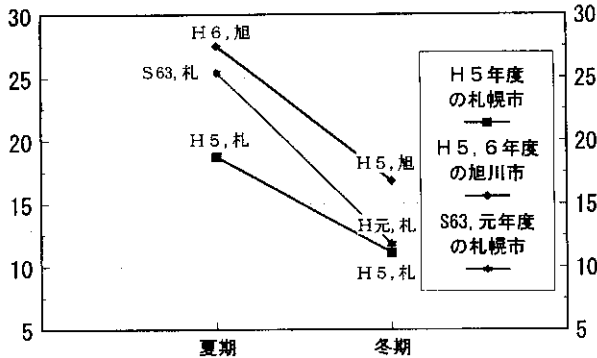 30
25
20
15
10
5
30
25
20
15
10
5
H6,旭
S63,札
H5,札
H5,旭
H元,札
H5,札
夏期
冬期
H5年度
の札幌市
H5,6年度
の旭川市
S63,元年度
の札幌市